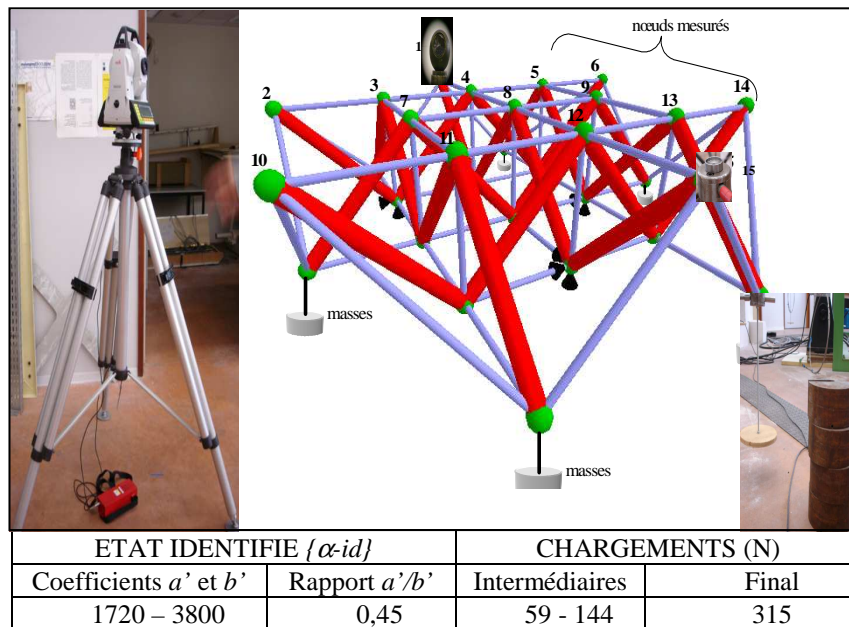 nœuds mesurés
1
2
3
4
5
6
7
8
9
10
11
12
13
14
15
masses
masses
ETAT IDENTIFIE {α-id}
CHARGEMENTS (N)
Coefficients a’ et b’
Rapport a’/b’
Intermédiaires
Final
1720 – 3800
0,45
59 - 144
315